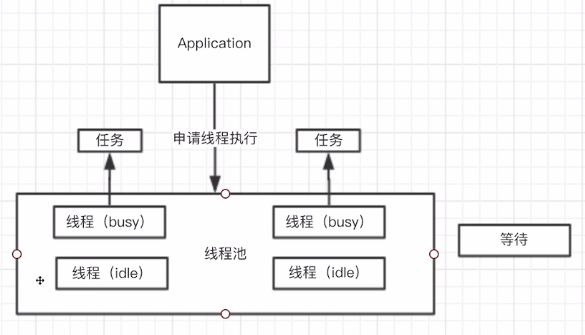 Application
申请线程执行
任务
任务
线程（busy）
线程（busy）
线程池
等待
线程（idle）
线程（idle）